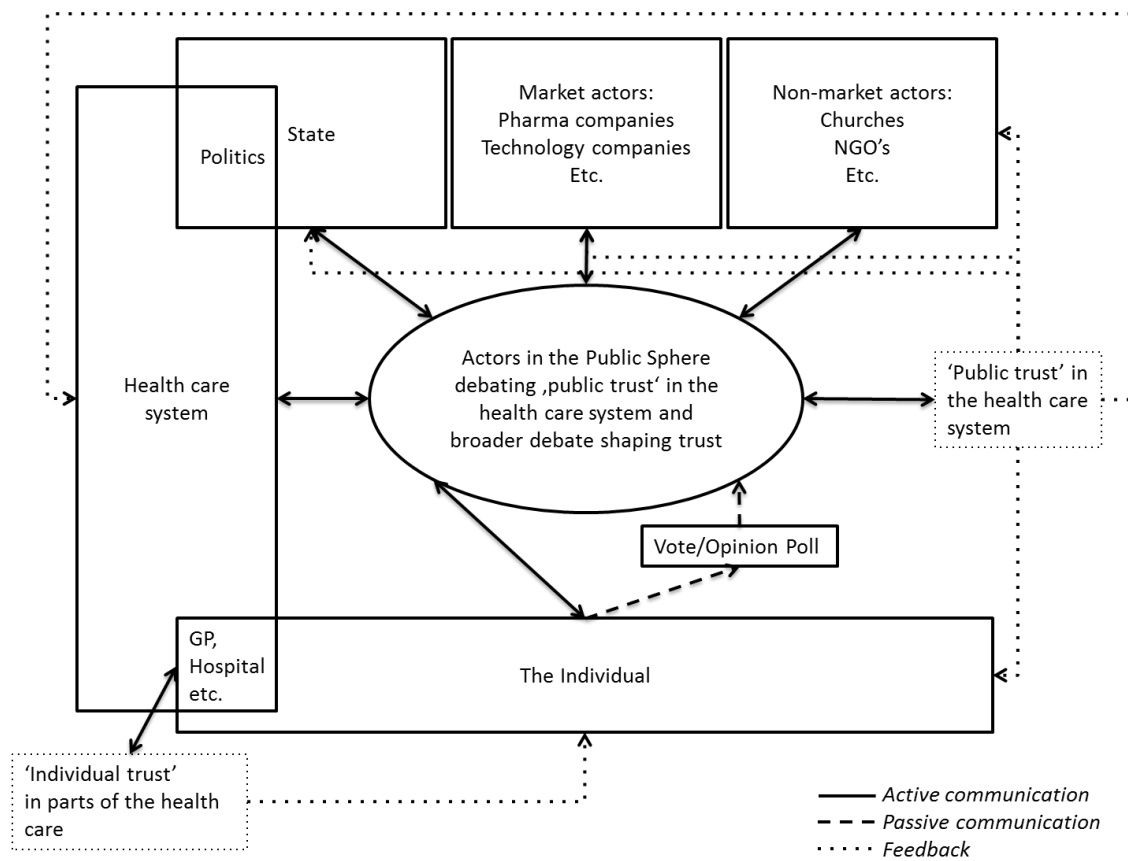 State
Politics
Market actors:
Pharma companies
Technology companies
Etc.
Non-market actors:
Churches
NGO's
Etc.
Health care
system
Actors in the Public Sphere
debating ‚public trust‘ in the
health care system and
broader debate shaping trust
‘Public trust’ in
the health care
system
Vote/Opinion Poll
GP,
Hospital
etc.
The Individual
‘Individual trust’
in parts of the health
care
Active communication
Passive communication
Feedback